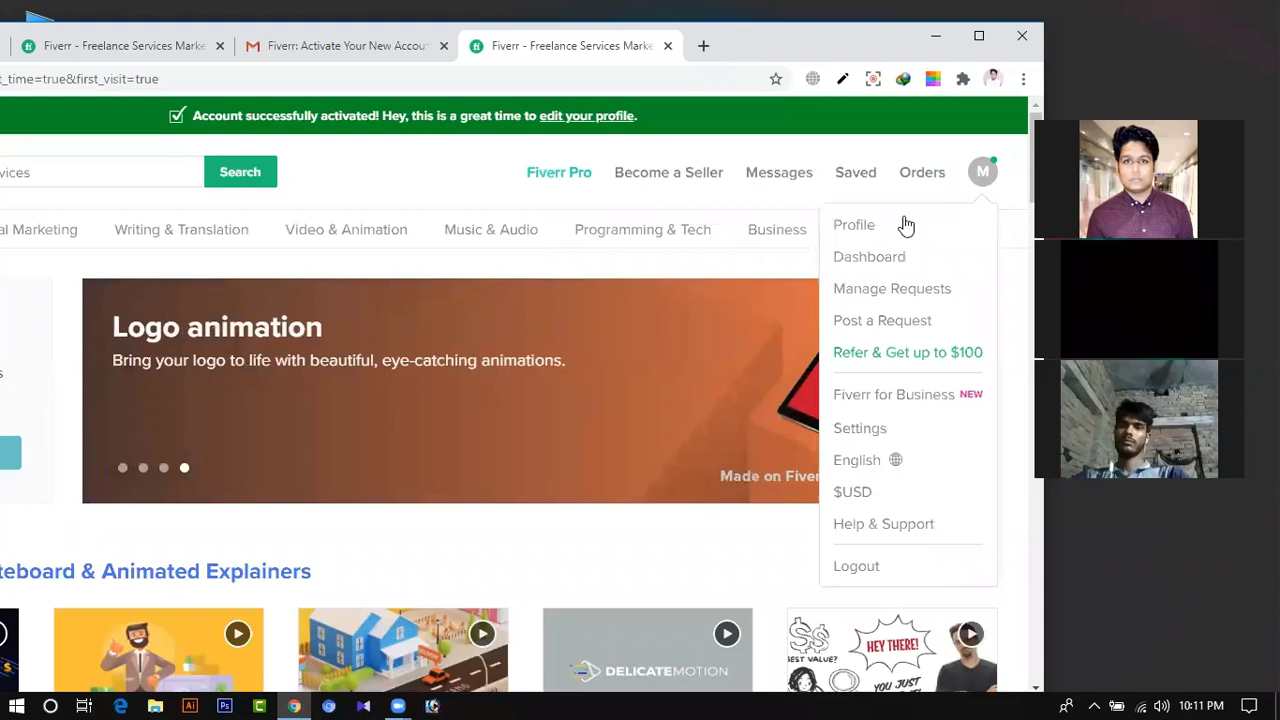 Fiverr - Freelance Services Marke
Fiverr: Activate Your New Accou
Fiverr - Freelance Services Marke
t_time=true&first_visit=true
Account successfully activated! Hey, this is a great time to edit your profile.
vices
Search
Fiverr Pro
Become a Seller
Messages
Saved
Orders
M
al Marketing
Writing & Translation
Video & Animation
Music & Audio
Programming & Tech
Business
Profile
Dashboard
Manage Requests
Post a Request
Refer & Get up to $100
Fiverr for Business NEW
Settings
English
$USD
Help & Support
Logout
Logo animation
Bring your logo to life with beautiful, eye-catching animations.
s
Made on Fiver
teboard & Animated Explainers
DELICATEMOTION
BEST VALUE?
HEY THERE!
YOU JUST
10:11 PM